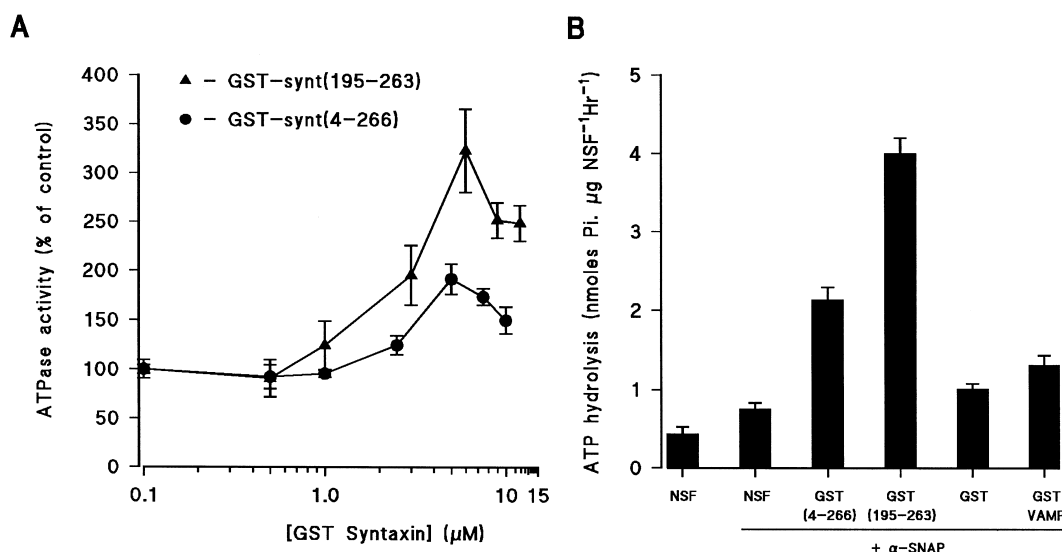 A
B
400
350
300
250
200
150
100
50
0
ATPase activity (% of control)
▲ – GST-synt(195-263)
● – GST-synt(4-266)
0.1
1.0
10
15
[GST Syntaxin] (µM)
5
4
3
2
1
0
ATP hydrolysis (nmoles Pi. µg NSF⁻¹Hr⁻¹)
NSF
NSF
GST
(4-266)
GST
(195-263)
GST
GST
VAMP
+ α-SNAP